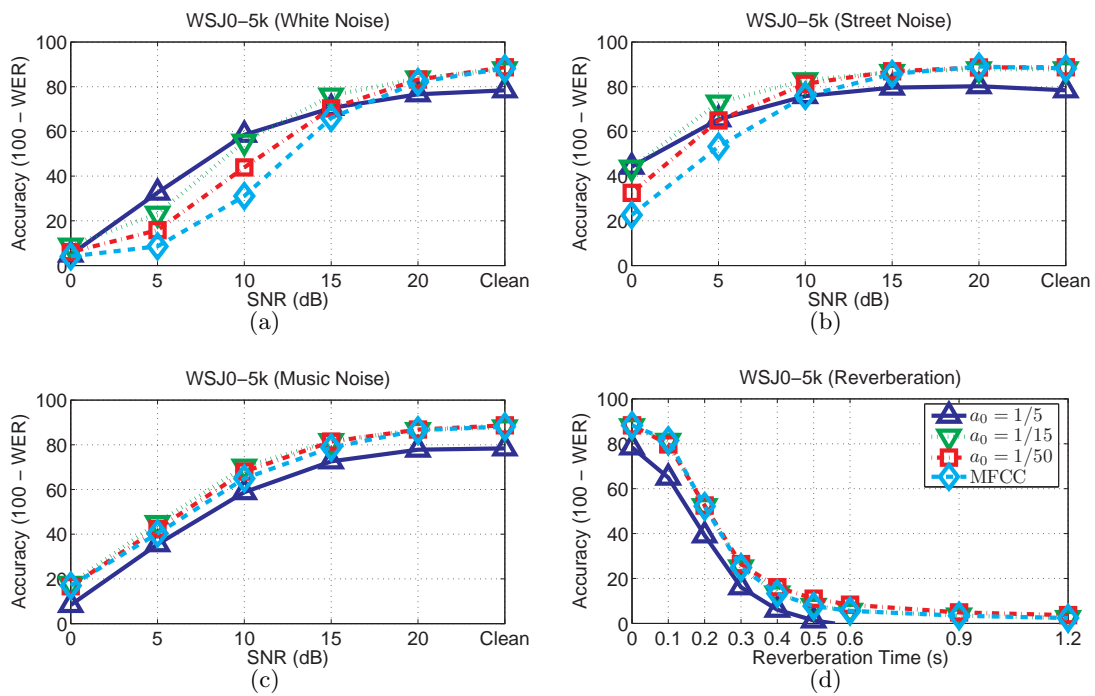 WSJ0−5k (White Noise)
Accuracy (100 − WER)
100
80
60
40
20
0
0 5 10 15 20 Clean
SNR (dB)
(a)
WSJ0−5k (Street Noise)
Accuracy (100 − WER)
100
80
60
40
20
0
0 5 10 15 20 Clean
SNR (dB)
(b)
WSJ0−5k (Music Noise)
Accuracy (100 − WER)
100
80
60
40
20
0
0 5 10 15 20 Clean
SNR (dB)
(c)
WSJ0−5k (Reverberation)
Accuracy (100 − WER)
100
80
60
40
20
0
a₀ = 1/5
a₀ = 1/15
a₀ = 1/50
MFCC
0 0.1 0.2 0.3 0.4 0.5 0.6 0.9 1.2
Reverberation Time (s)
(d)